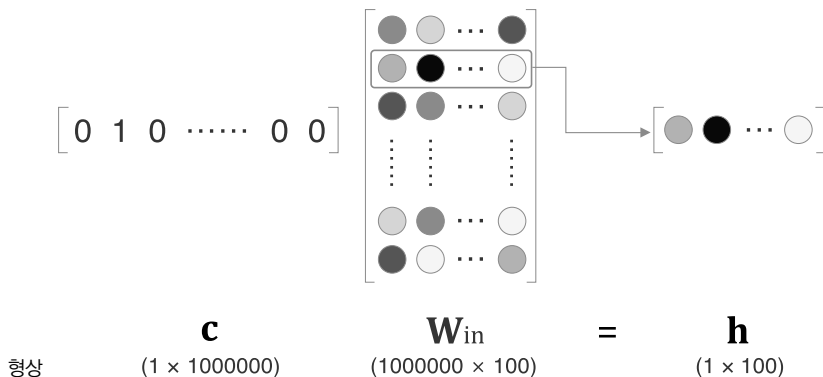 0 1 0 ⋯⋯ 0 0
c W_in = h
형상 (1 × 1000000) (1000000 × 100) (1 × 100)